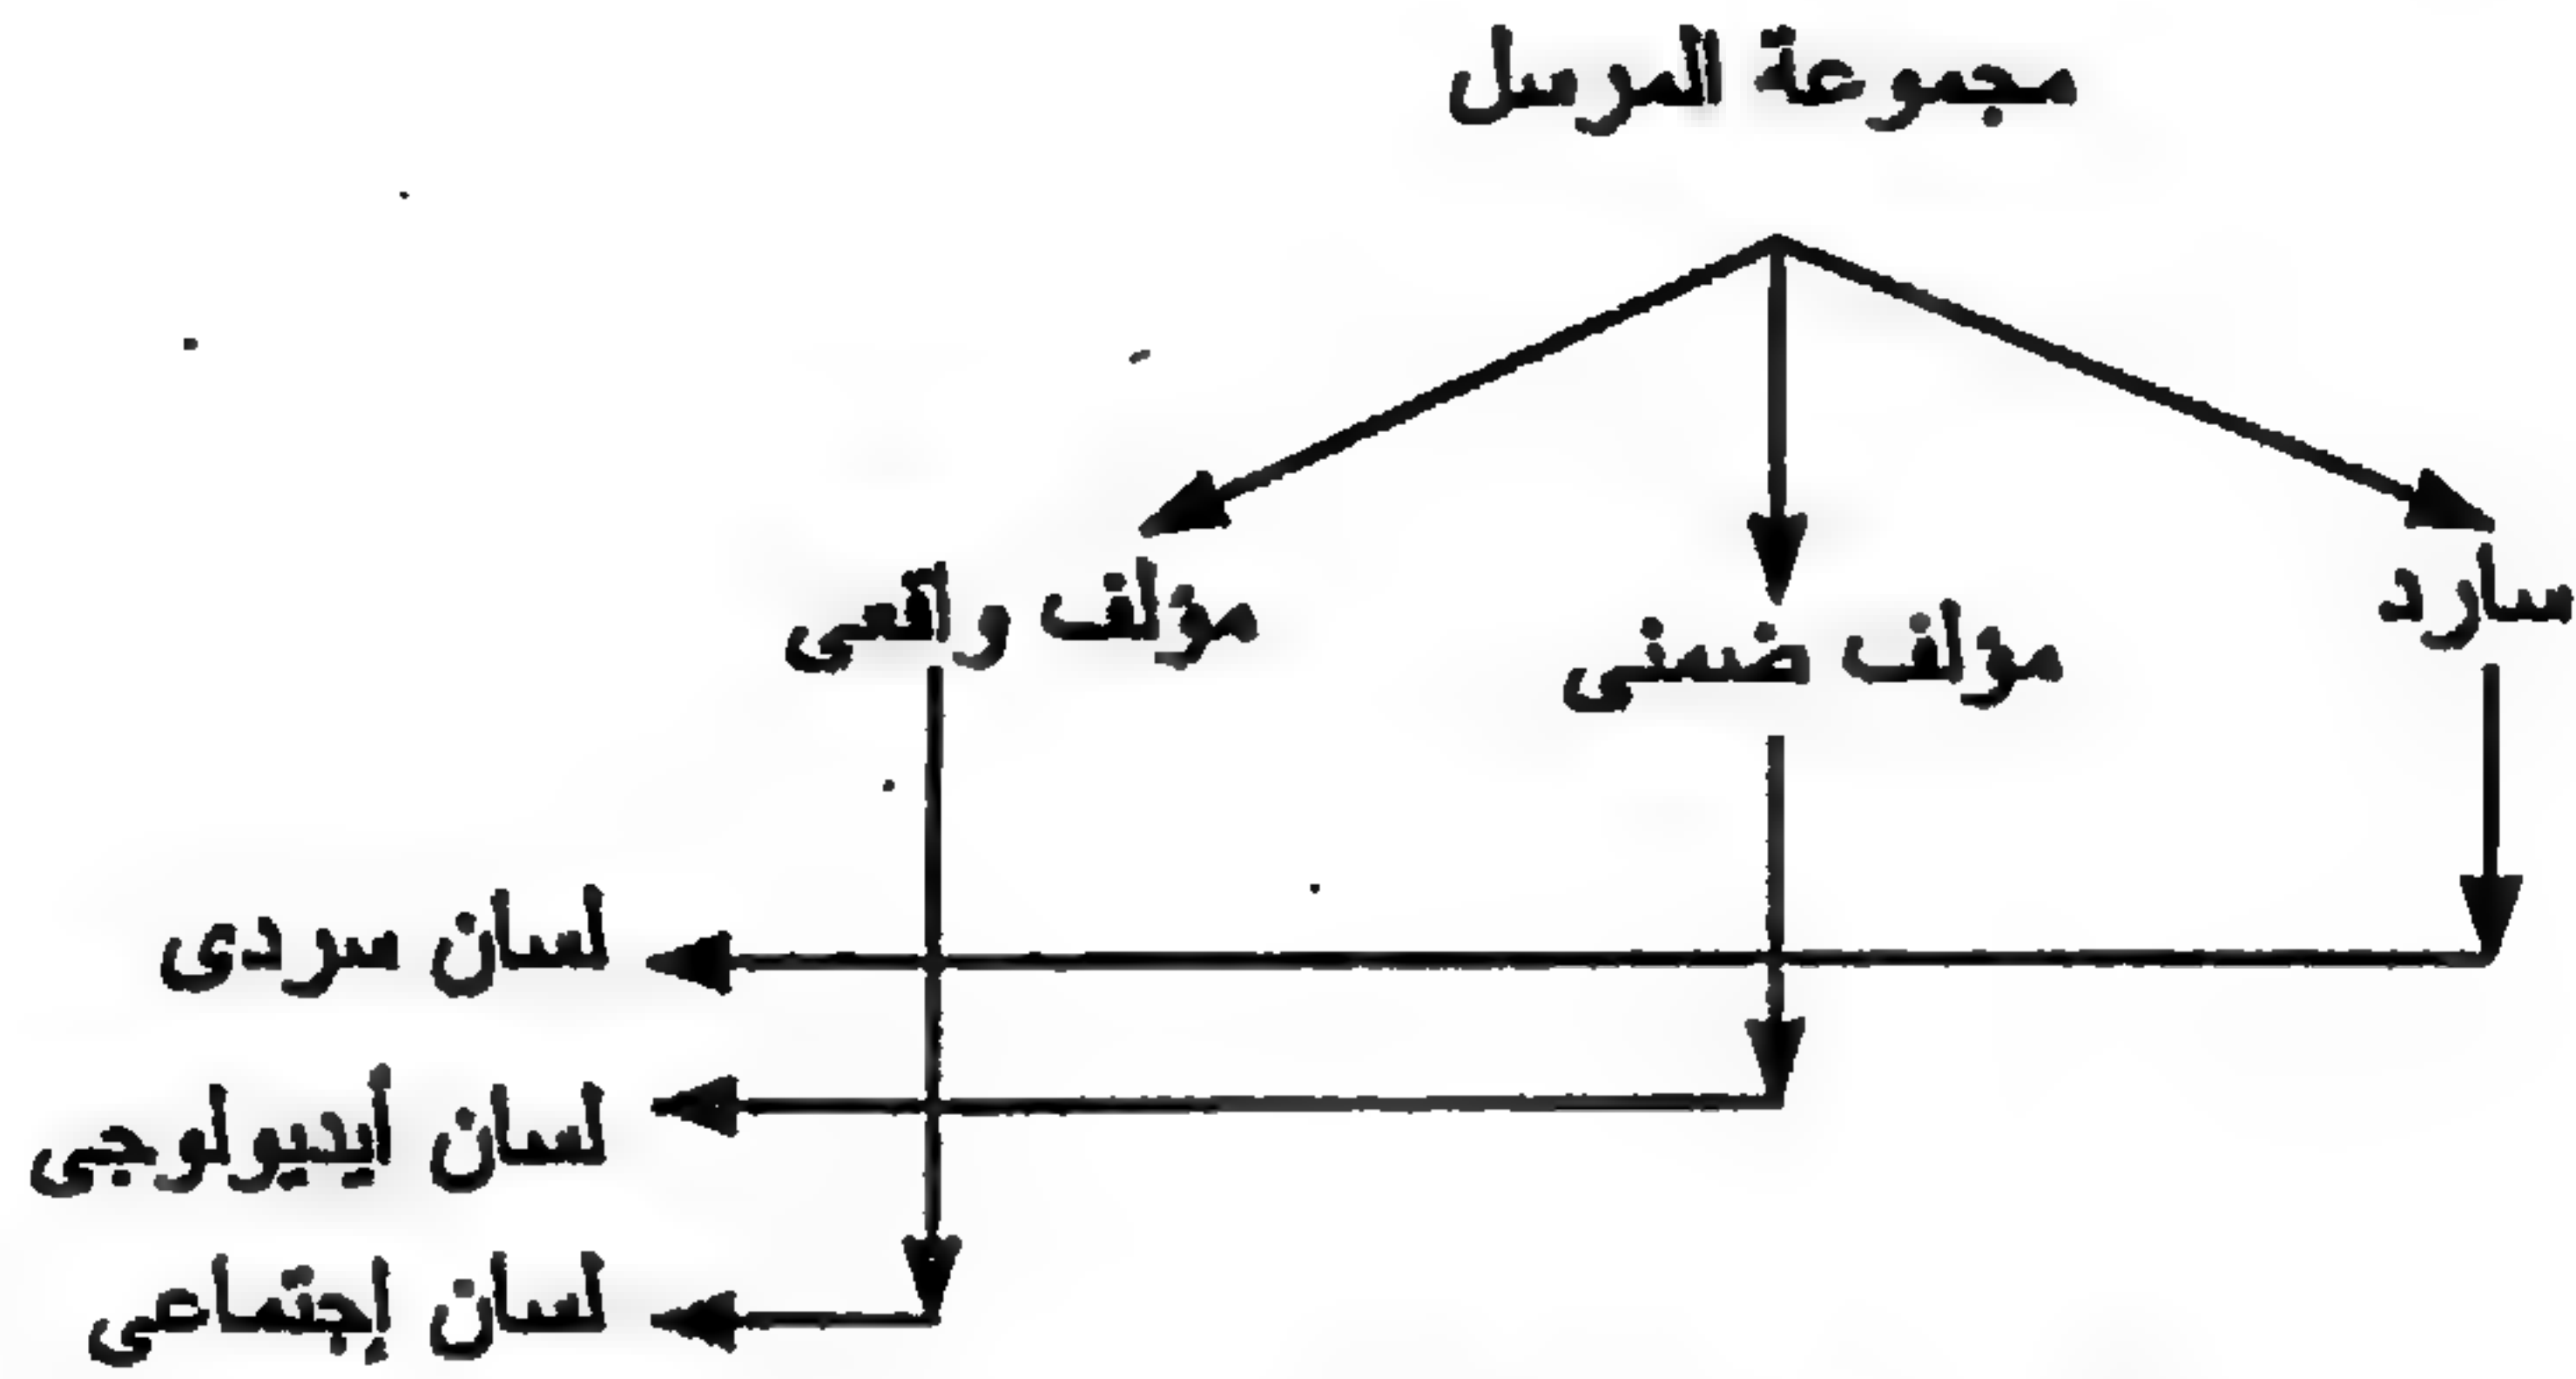 مجموعة المرسل
سارد
مؤلف ضمنى
مؤلف واقعى
لسان سردى
لسان أيديولوجى
لسان إجتماعى